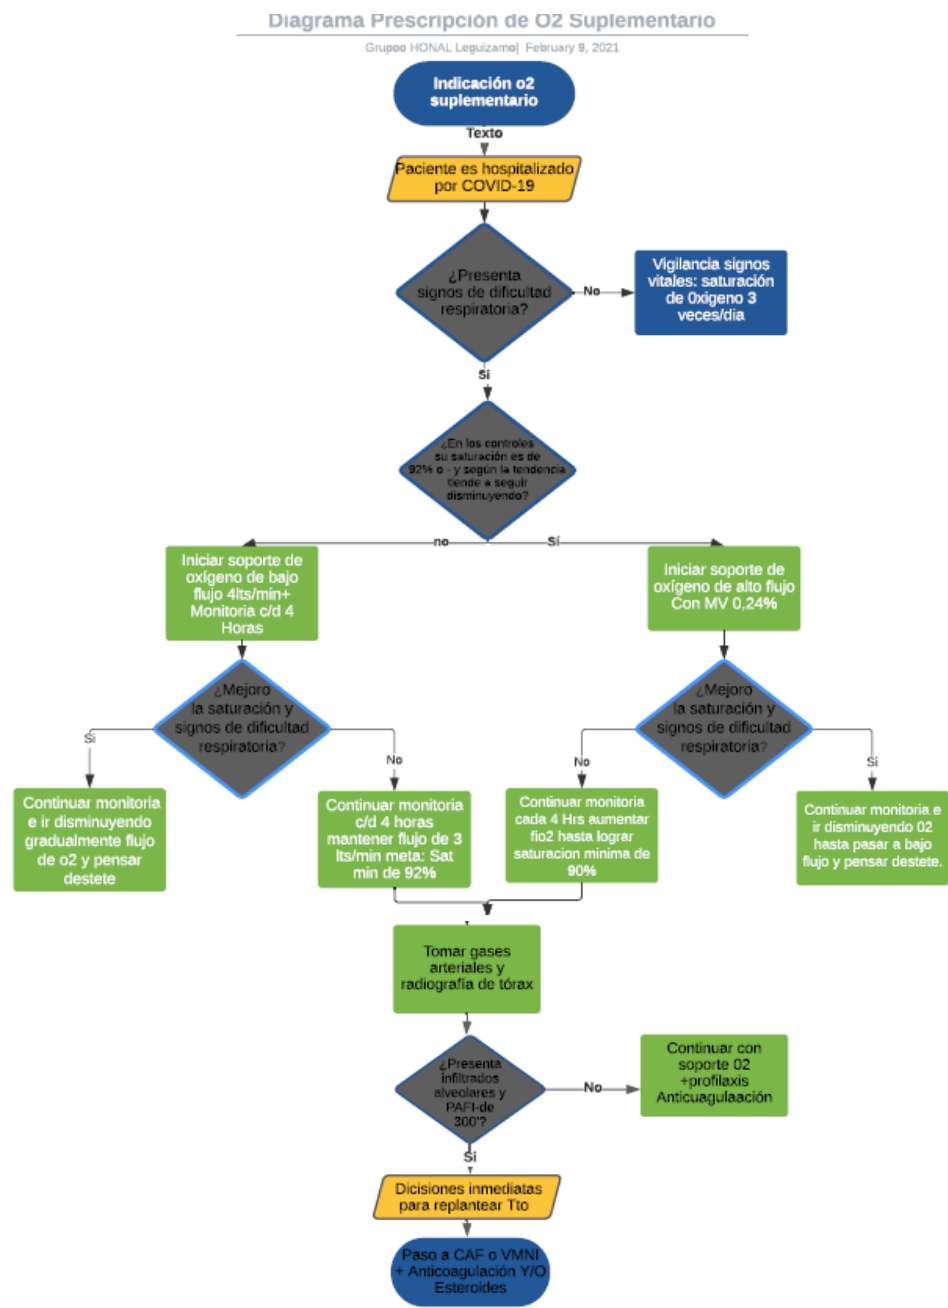 Diagrama Prescripción de O2 Suplementario
Grupoo HONAL Leguizamo| February 9, 2021
Indicación o2
suplementario
Texto
Paciente es hospitalizado
por COVID-19
¿Presenta
signos de dificultad
respiratoria?
No
Vigilancia signos
vitales: saturación
de 0xigeno 3
veces/dia
Si
¿En los controles
su saturación es de
92% o - y según la tendencia
tiende a seguir
disminuyendo?
no
Sí
Iniciar soporte de
oxígeno de bajo
flujo 4lts/min+
Monitoria c/d 4
Horas
Iniciar soporte de
oxígeno de alto flujo
Con MV 0,24%
¿Mejoro
la saturación y
signos de dificultad
respiratoria?
¿Mejoro
la saturación y
signos de dificultad
respiratoria?
Si
No
No
Si
Continuar monitoria
e ir disminuyendo
gradualmente flujo
de o2 y pensar
destete
Continuar monitoria
c/d 4 horas
mantener flujo de 3
lts/min meta: Sat
min de 92%
Continuar monitoria
cada 4 Hrs aumentar
fio2 hasta lograr
saturacion minima de
90%
Continuar monitoria e
ir disminuyendo 02
hasta pasar a bajo
flujo y pensar destete.
Tomar gases
arteriales y
radiografía de tórax
¿Presenta
infiltrados
alveolares y
PAFI-de
300'?
No
Continuar con
soporte 02
+profilaxis
Anticuagulaación
Si
Dicisiones inmediatas
para replantear Tto
Paso a CAF o VMNI
+ Anticoagulación Y/O
Esteroides